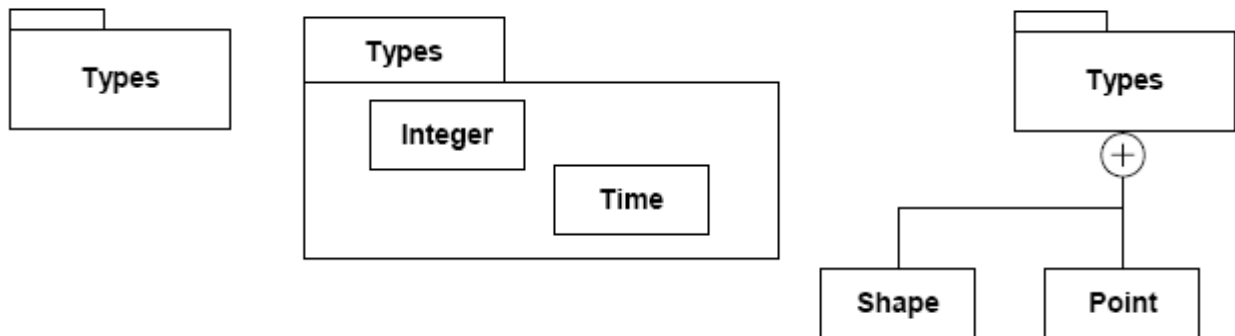 Types
Types
Integer
Time
Types
Shape
Point